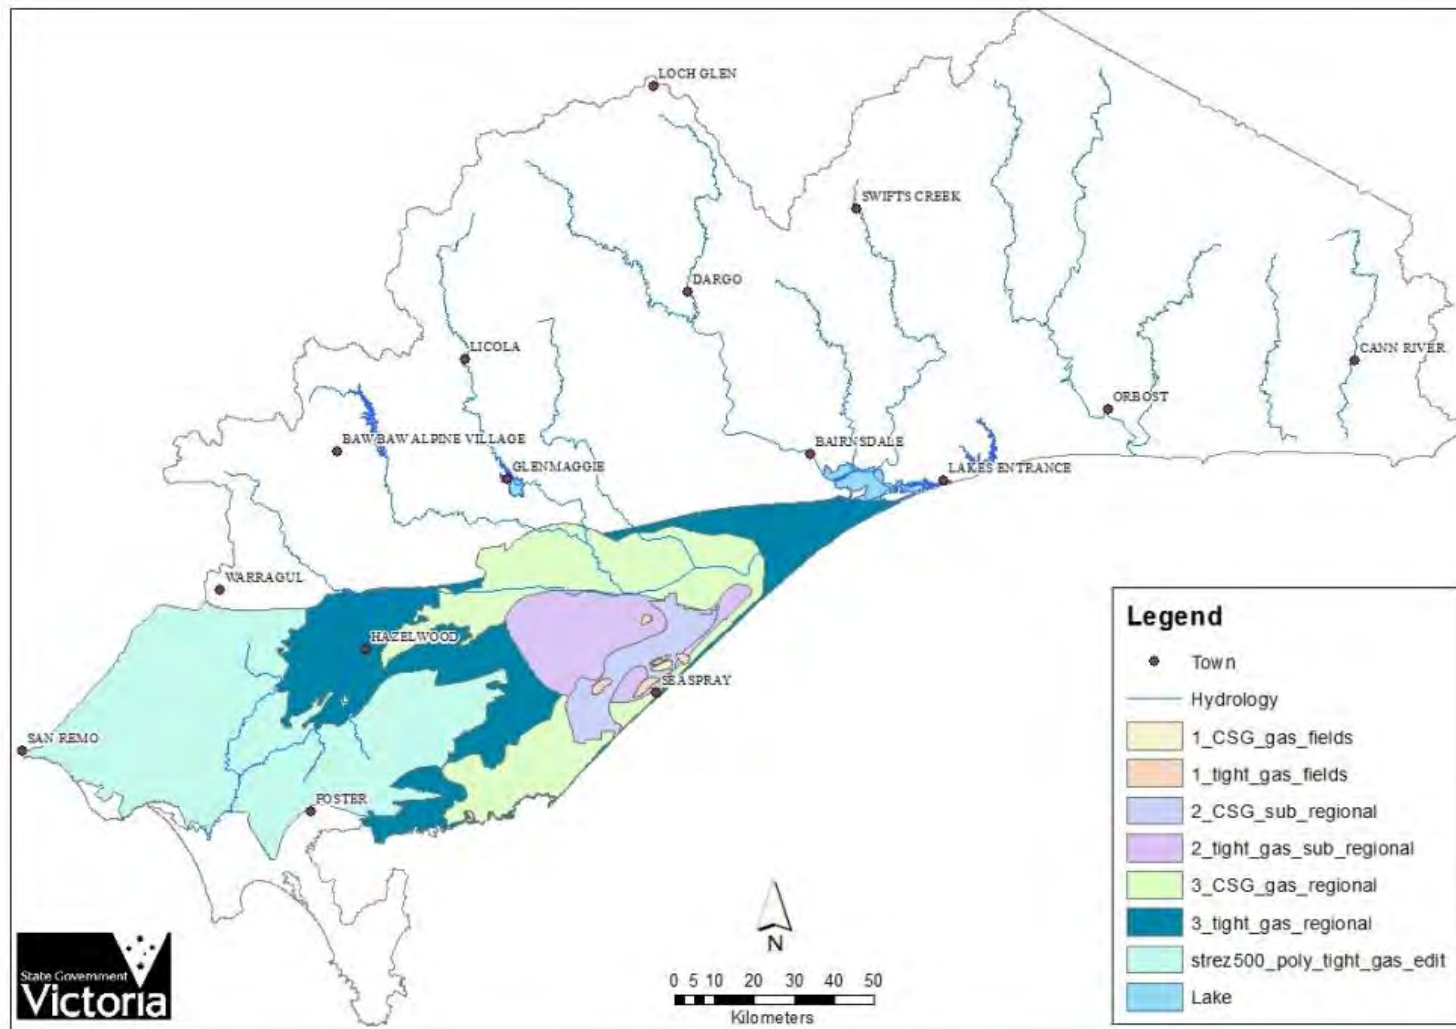 LOCH GLEN
SWIFTS CREEK
DARGO
LICOLA
CANN RIVER
ORBOST
BAW BAW ALPINE VILLAGE
BAIRNSDALE
GLENMAGGIE
LAKES ENTRANCE
WARRAGUL
HAZELWOOD
SEASPRAY
SAN REMO
FOSTER
Legend
Town
Hydrology
1_CSG_gas_fields
1_tight_gas_fields
2_CSG_sub_regional
2_tight_gas_sub_regional
3_CSG_gas_regional
3_tight_gas_regional
strez500_poly_tight_gas_edit
Lake
N
0 5 10 20 30 40 50
Kilometers
State Government
Victoria